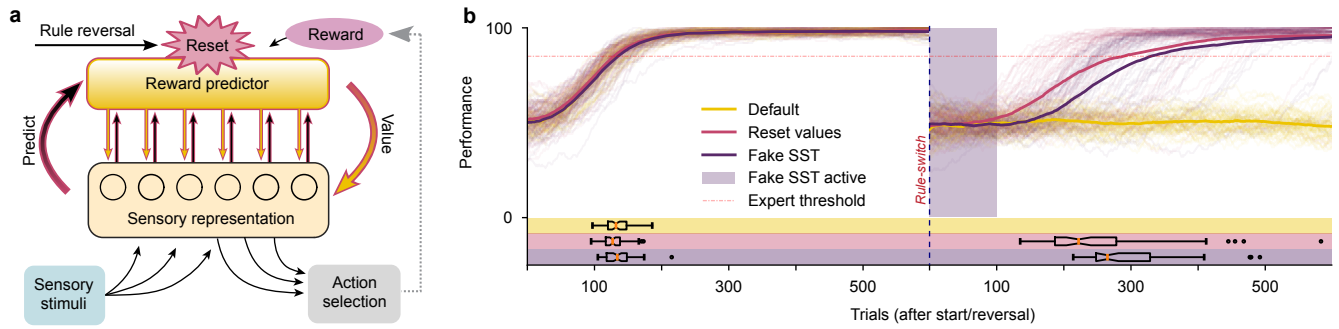 a
Rule reversal
Reset
Reward
Reward predictor
Predict
Value
Sensory representation
Sensory
stimuli
Action
selection
b
Performance
100
0
Default
Reset values
Fake SST
Fake SST active
Expert threshold
Rule-switch
100
300
500
100
300
500
Trials (after start/reversal)